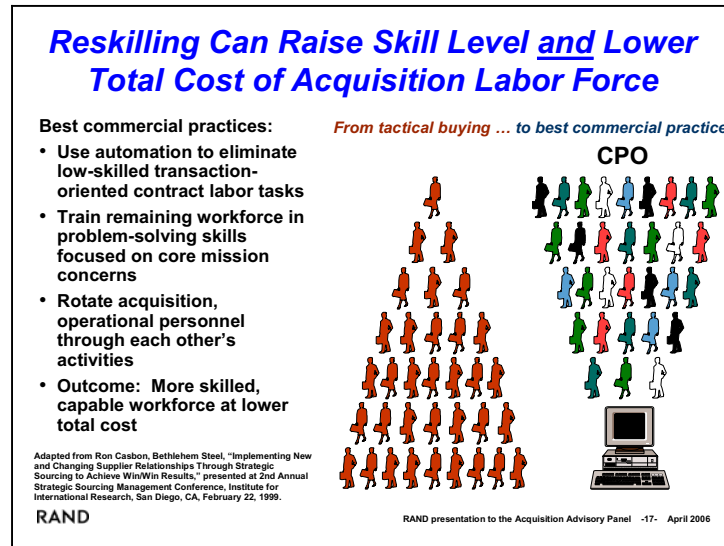 Reskilling Can Raise Skill Level and Lower
Total Cost of Acquisition Labor Force
Best commercial practices:
• Use automation to eliminate
low-skilled transaction-
oriented contract labor tasks
• Train remaining workforce in
problem-solving skills
focused on core mission
concerns
• Rotate acquisition,
operational personnel
through each other's
activities
• Outcome: More skilled,
capable workforce at lower
total cost
From tactical buying … to best commercial practice
CPO
Adapted from Ron Casbon, Bethlehem Steel, "Implementing New
and Changing Supplier Relationships Through Strategic
Sourcing to Achieve Win/Win Results," presented at 2nd Annual
Strategic Sourcing Management Conference, Institute for
International Research, San Diego, CA, February 22, 1999.
RAND
RAND presentation to the Acquisition Advisory Panel -17- April 2006